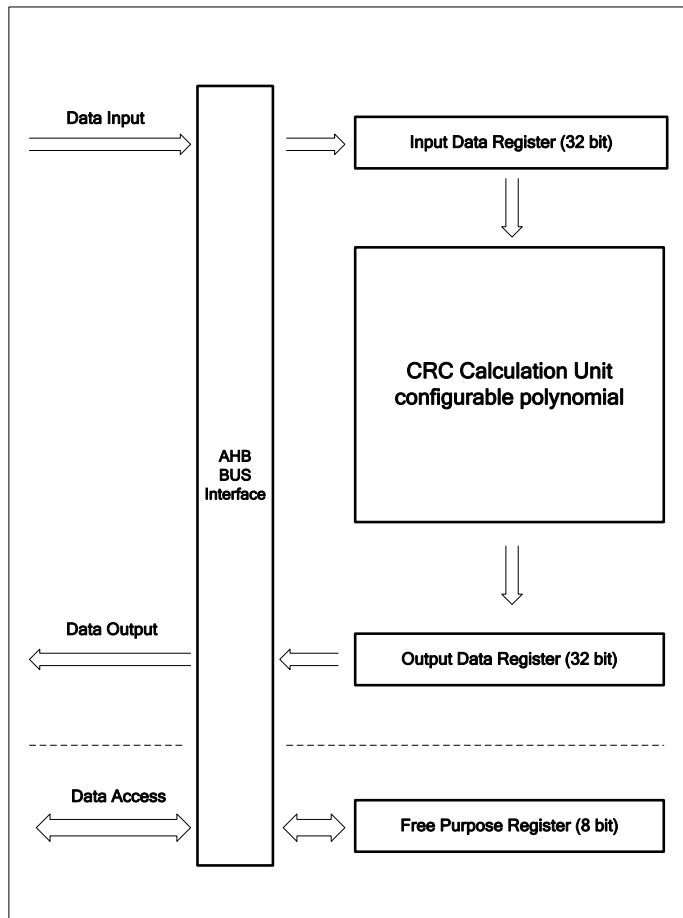 Data Input
Input Data Register (32 bit)
CRC Calculation Unit
configurable polynomial
AHB
BUS
Interface
Data Output
Output Data Register (32 bit)
Data Access
Free Purpose Register (8 bit)